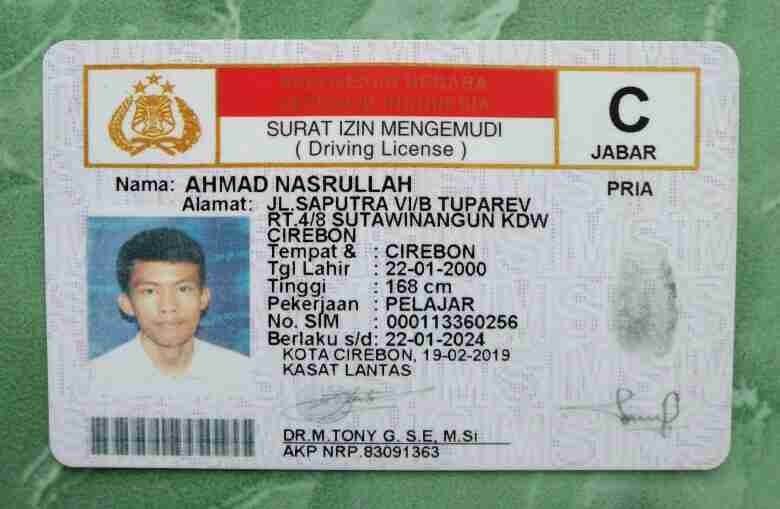 KEPOLISIAN NEGARA
REPUBLIK INDONESIA
SURAT IZIN MENGEMUDI
( Driving License )
C
JABAR
Nama: AHMAD NASRULLAH
PRIA
Alamat: JL.SAPUTRA VI/B TUPAREV
RT.4/8 SUTAWINANGUN KDW
CIREBON
Tempat & : CIREBON
Tgl Lahir : 22-01-2000
Tinggi : 168 cm
Pekerjaan : PELAJAR
No. SIM : 000113360256
Berlaku s/d: 22-01-2024
KOTA CIREBON, 19-02-2019
KASAT LANTAS
DR.M.TONY G. S.E, M.Si
AKP NRP.83091363